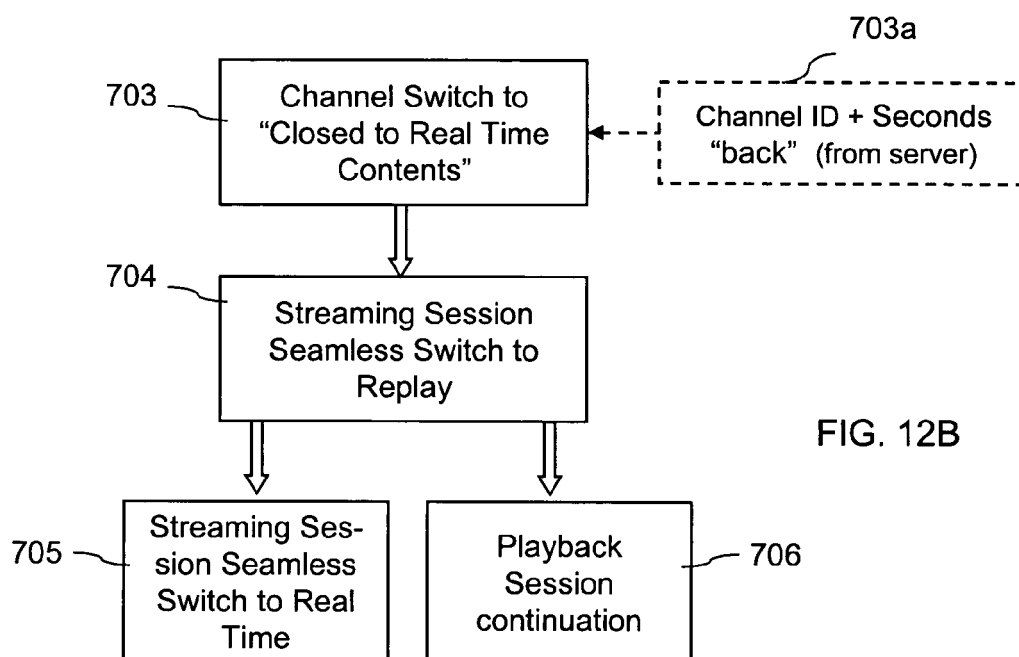 703a
703
Channel Switch to
“Closed to Real Time
Contents”
Channel ID + Seconds
“back” (from server)
704
Streaming Session
Seamless Switch to
Replay
FIG. 12B
705
Streaming Ses-
sion Seamless
Switch to Real
Time
Playback
Session
continuation
706